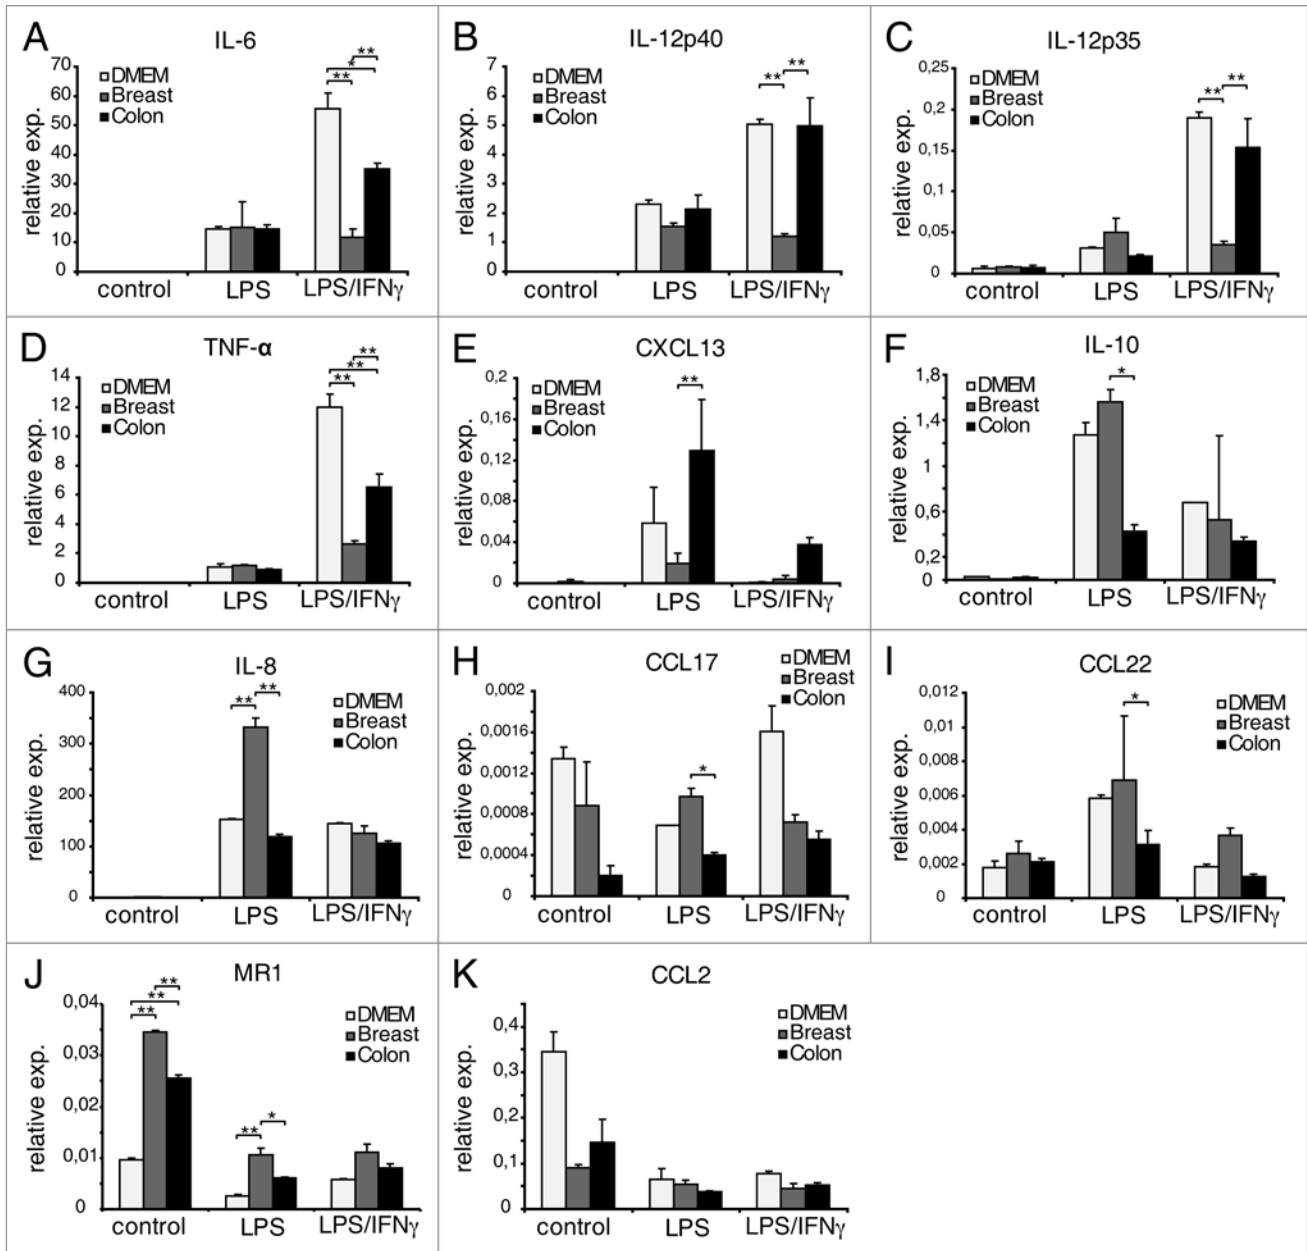 A
IL-6
DMEM
Breast
Colon
**
*
**
relative exp.
70
60
50
40
30
20
10
0
control
LPS
LPS/IFNγ
B
IL-12p40
DMEM
Breast
Colon
**
**
relative exp.
7
6
5
4
3
2
1
0
control
LPS
LPS/IFNγ
C
IL-12p35
DMEM
Breast
Colon
**
**
relative exp.
0,25
0,2
0,15
0,1
0,05
0
control
LPS
LPS/IFNγ
D
TNF-α
DMEM
Breast
Colon
**
**
**
relative exp.
14
12
10
8
6
4
2
0
control
LPS
LPS/IFNγ
E
CXCL13
DMEM
Breast
Colon
**
relative exp.
0,2
0,16
0,12
0,08
0,04
0
control
LPS
LPS/IFNγ
F
IL-10
DMEM
Breast
Colon
*
relative exp.
1,8
1,4
1
0,6
0,2
0
control
LPS
LPS/IFNγ
G
IL-8
DMEM
Breast
Colon
**
**
relative exp.
400
300
200
100
0
control
LPS
LPS/IFNγ
H
CCL17
DMEM
Breast
Colon
*
relative exp.
0,002
0,0016
0,0012
0,0008
0,0004
0
control
LPS
LPS/IFNγ
I
CCL22
DMEM
Breast
Colon
*
relative exp.
0,012
0,01
0,008
0,006
0,004
0,002
0
control
LPS
LPS/IFNγ
J
MR1
DMEM
Breast
Colon
**
**
**
**
*
relative exp.
0,04
0,03
0,02
0,01
0
control
LPS
LPS/IFNγ
K
CCL2
DMEM
Breast
Colon
relative exp.
0,4
0,3
0,2
0,1
0
control
LPS
LPS/IFNγ